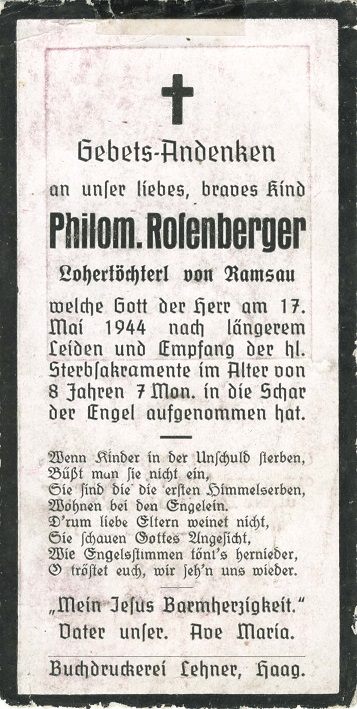 Gebets-Andenken
an unser liebes, braves Kind
Philom. Rosenberger
Lohertöchterl von Ramsau
welche Gott der Herr am 17.
Mai 1944 nach längerem
Leiden und Empfang der hl.
Sterbsakramente im Alter von
8 Jahren 7 Mon. in die Schar
der Engel aufgenommen hat.
Wenn Kinder in der Unschuld sterben,
Büßt man sie nicht ein,
Sie sind die die ersten Himmelserben,
Wohnen bei den Engelein.
D'rum liebe Eltern weinet nicht,
Sie schauen Gottes Angesicht,
Wie Engelsstimmen tönt's hernieder,
O tröstet euch, wir seh'n uns wieder.
„Mein Jesus Barmherzigkeit."
Vater unser. Ave Maria.
Buchdruckerei Lehner, Haag.